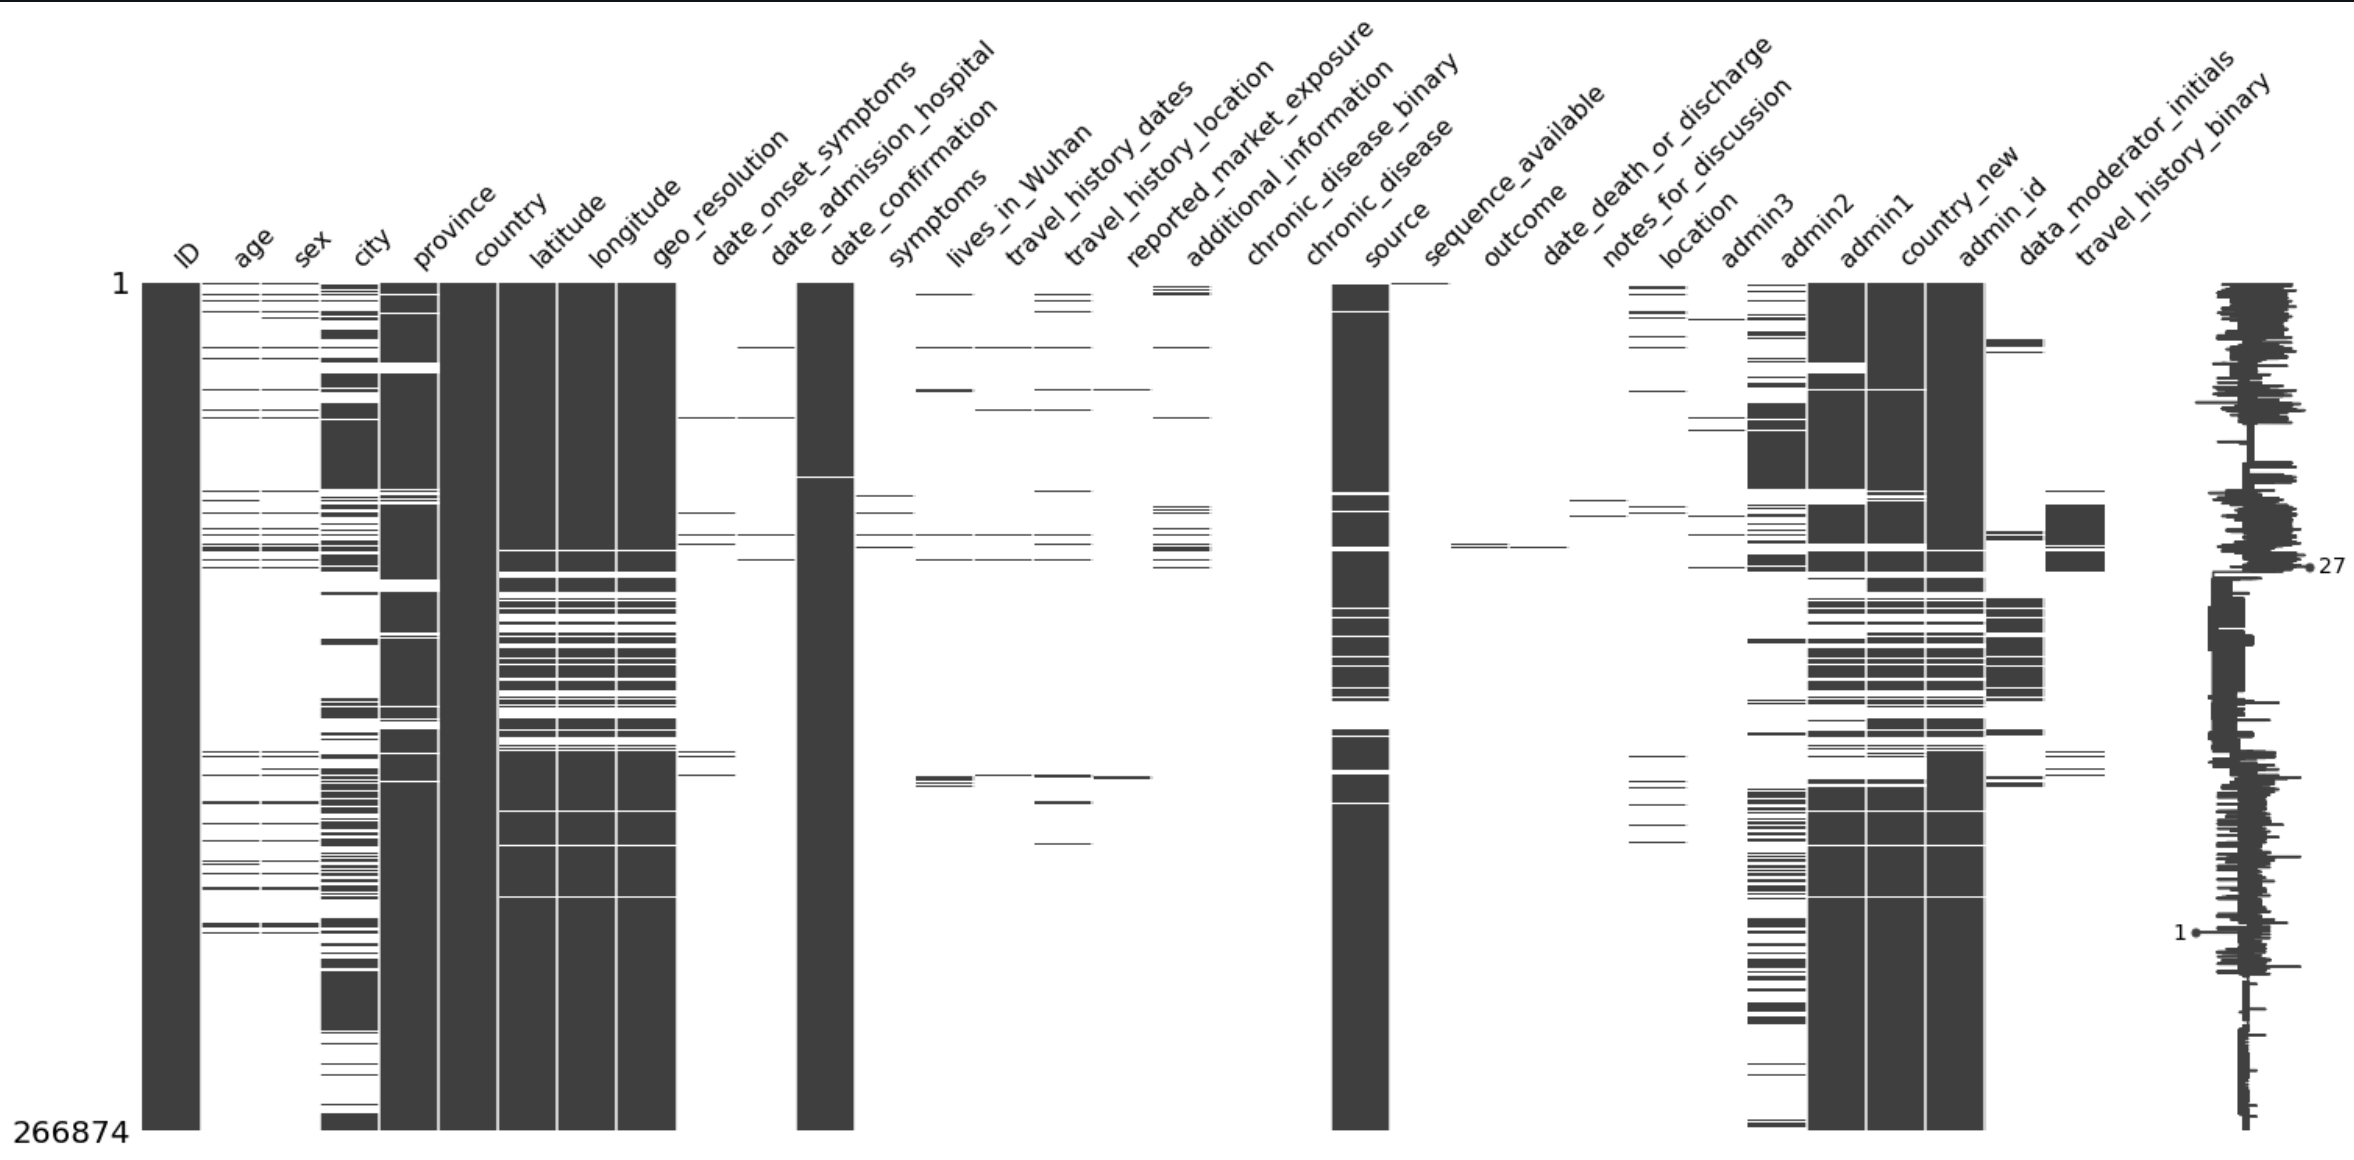 ID
age
sex
city
province
country
latitude
longitude
geo_resolution
date_onset_symptoms
date_admission_hospital
date_confirmation
symptoms
lives_in_Wuhan
travel_history_dates
travel_history_location
reported_market_exposure
additional_information
chronic_disease_binary
chronic_disease
source
sequence_available
outcome
date_death_or_discharge
notes_for_discussion
location
admin3
admin2
admin1
country_new
admin_id
data_moderator_initials
travel_history_binary
1
27
1
266874